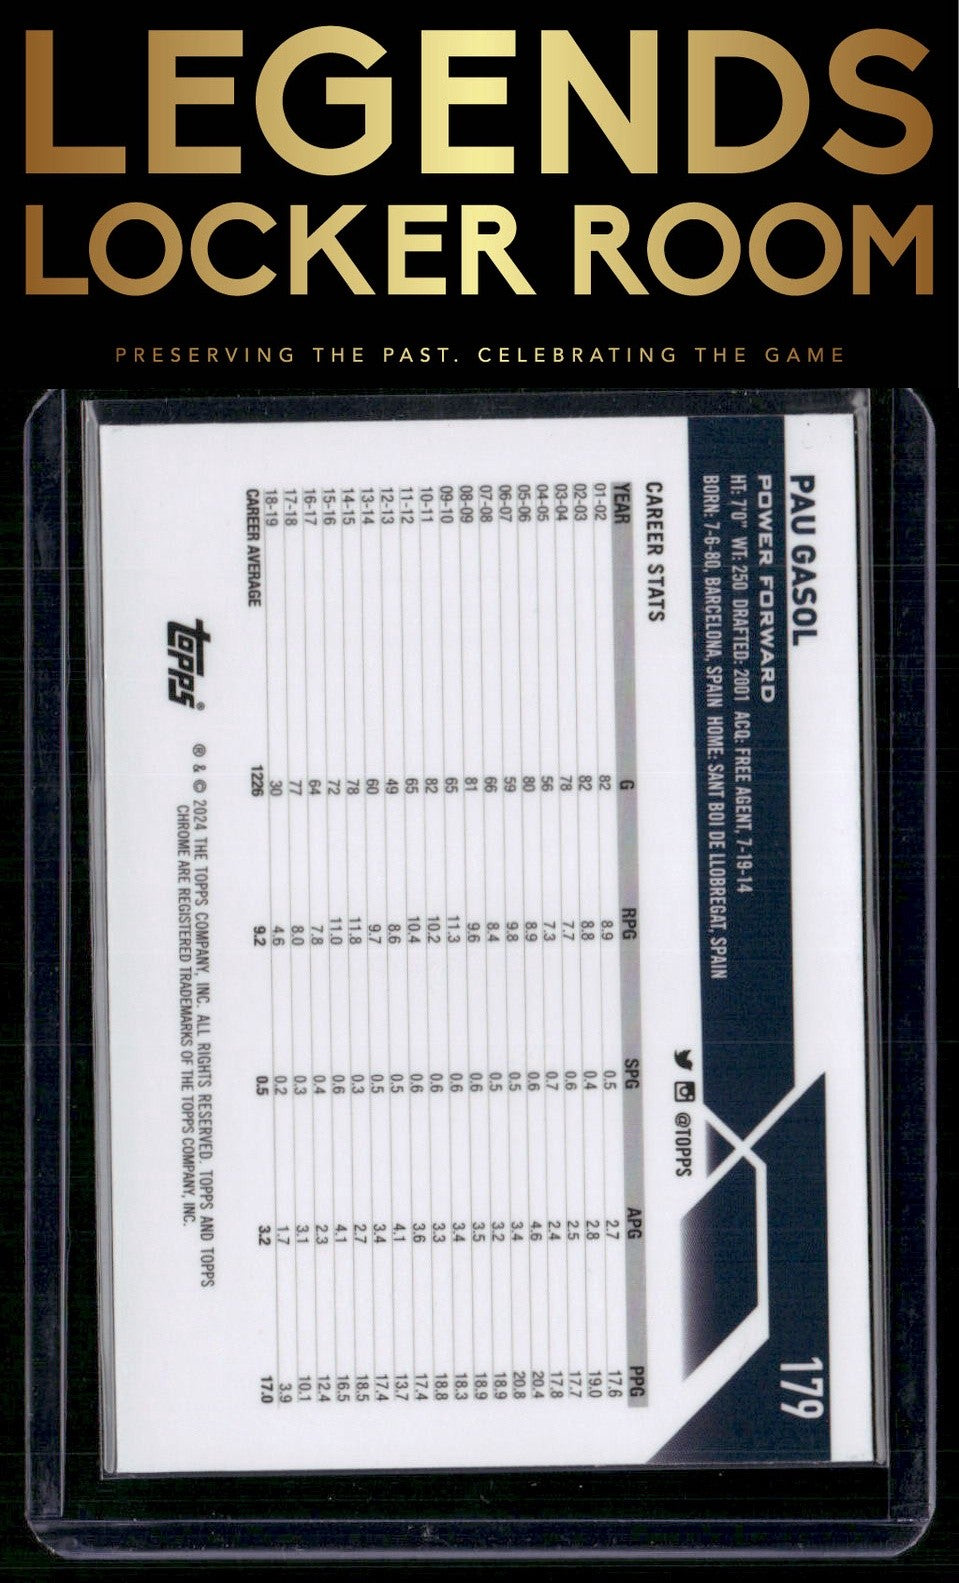 LEGENDS
LOCKER ROOM
PRESERVING THE PAST. CELEBRATING THE GAME
PAU GASOL
179
POWER FORWARD
HT: 7'0" WT: 250 DRAFTED: 2001 ACQ: FREE AGENT, 7-19-14
BORN: 7-6-80, BARCELONA, SPAIN HOME: SANT BOI DE LLOBREGAT, SPAIN
@TOPPS
CAREER STATS
YEAR G RPG SPG APG PPG
01-02 82 8.9 0.5 2.7 17.6
02-03 82 8.8 0.4 2.8 19.0
03-04 78 7.7 0.6 2.5 17.7
04-05 56 7.3 0.7 2.4 17.8
05-06 80 8.9 0.6 4.6 20.4
06-07 59 9.8 0.5 3.4 20.8
07-08 66 8.4 0.5 3.2 18.9
08-09 81 9.6 0.6 3.5 18.9
09-10 65 11.3 0.6 3.4 18.3
10-11 82 10.2 0.6 3.3 18.8
11-12 65 10.4 0.6 3.6 17.4
12-13 49 8.6 0.5 4.1 13.7
13-14 60 9.7 0.5 3.4 17.4
14-15 78 11.8 0.3 2.7 18.5
15-16 72 11.0 0.6 4.1 16.5
16-17 64 7.8 0.4 2.3 12.4
17-18 77 8.0 0.3 3.1 10.1
18-19 30 4.6 0.2 1.7 3.9
CAREER AVERAGE 1226 9.2 0.5 3.2 17.0
topps®
® & © 2024 THE TOPPS COMPANY, INC. ALL RIGHTS RESERVED. TOPPS AND TOPPS
CHROME ARE REGISTERED TRADEMARKS OF THE TOPPS COMPANY, INC.